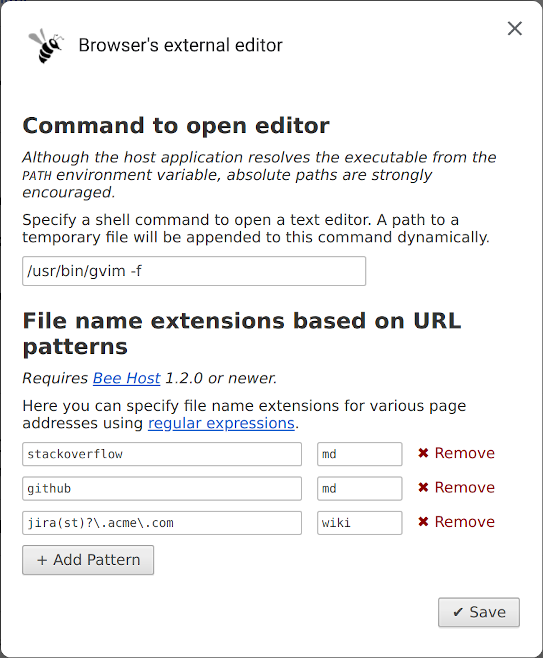 Browser's external editor
Command to open editor
Although the host application resolves the executable from the
PATH environment variable, absolute paths are strongly
encouraged.
Specify a shell command to open a text editor. A path to a
temporary file will be appended to this command dynamically.
/usr/bin/gvim -f
File name extensions based on URL
patterns
Requires Bee Host 1.2.0 or newer.
Here you can specify file name extensions for various page
addresses using regular expressions.
stackoverflow md ✖ Remove
github md ✖ Remove
jira(st)?\.acme\.com wiki ✖ Remove
+ Add Pattern
✔ Save